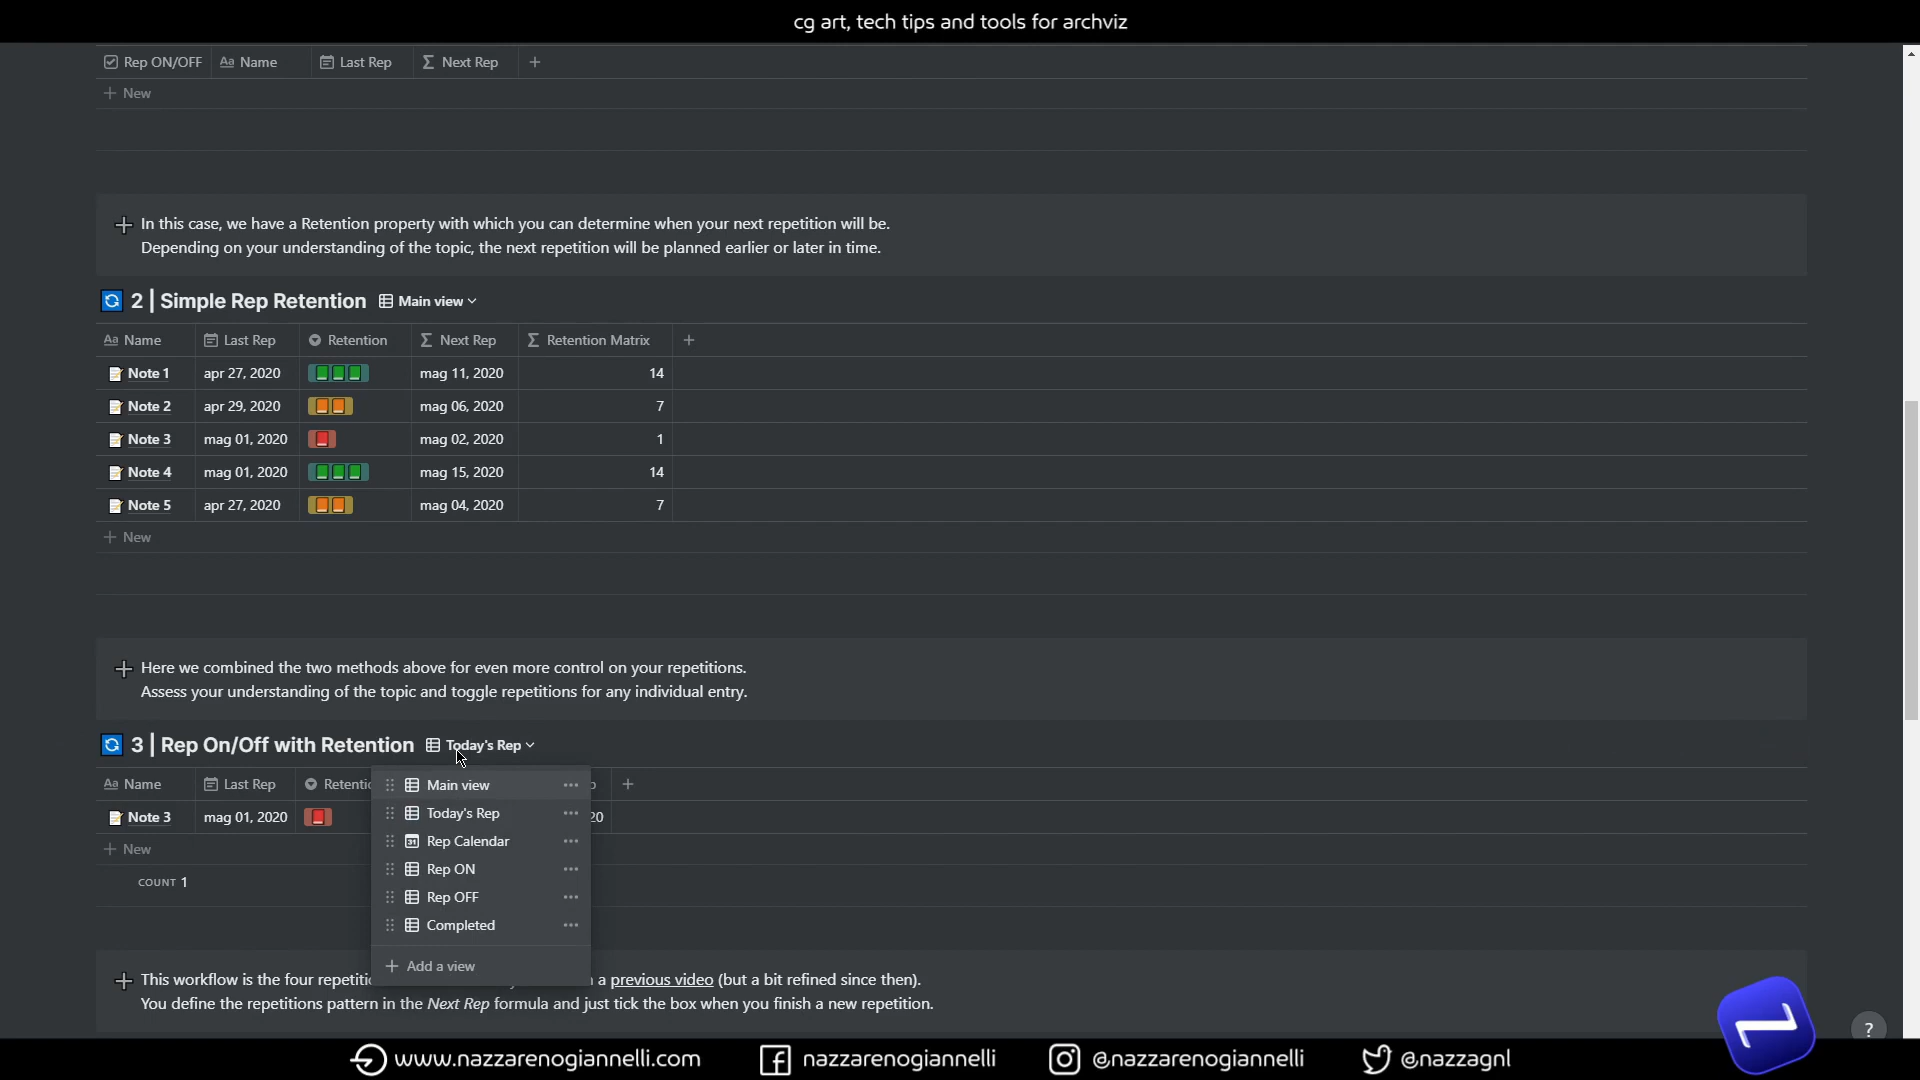 cg art, tech tips and tools for archviz
Rep ON/OFF Aa Name Last Rep Σ Next Rep +
+ New
In this case, we have a Retention property with which you can determine when your next repetition will be.
Depending on your understanding of the topic, the next repetition will be planned earlier or later in time.
2 | Simple Rep Retention Main view
Aa Name Last Rep Retention Σ Next Rep Σ Retention Matrix +
Note 1 apr 27, 2020 mag 11, 2020 14
Note 2 apr 29, 2020 mag 06, 2020 7
Note 3 mag 01, 2020 mag 02, 2020 1
Note 4 mag 01, 2020 mag 15, 2020 14
Note 5 apr 27, 2020 mag 04, 2020 7
+ New
Here we combined the two methods above for even more control on your repetitions.
Assess your understanding of the topic and toggle repetitions for any individual entry.
3 | Rep On/Off with Retention Today's Rep
Aa Name Last Rep +
Note 3 mag 01, 2020 20
+ New
COUNT 1
Main view
Today's Rep
31 Rep Calendar
Rep ON
Rep OFF
Completed
+ Add a view
This workflow is the four a previous video (but a bit refined since then).
You define the repetitions pattern in the Next Rep formula and just tick the box when you finish a new repetition.
?
www.nazzarenogiannelli.com nazzarenogiannelli @nazzarenogiannelli @nazzagnl